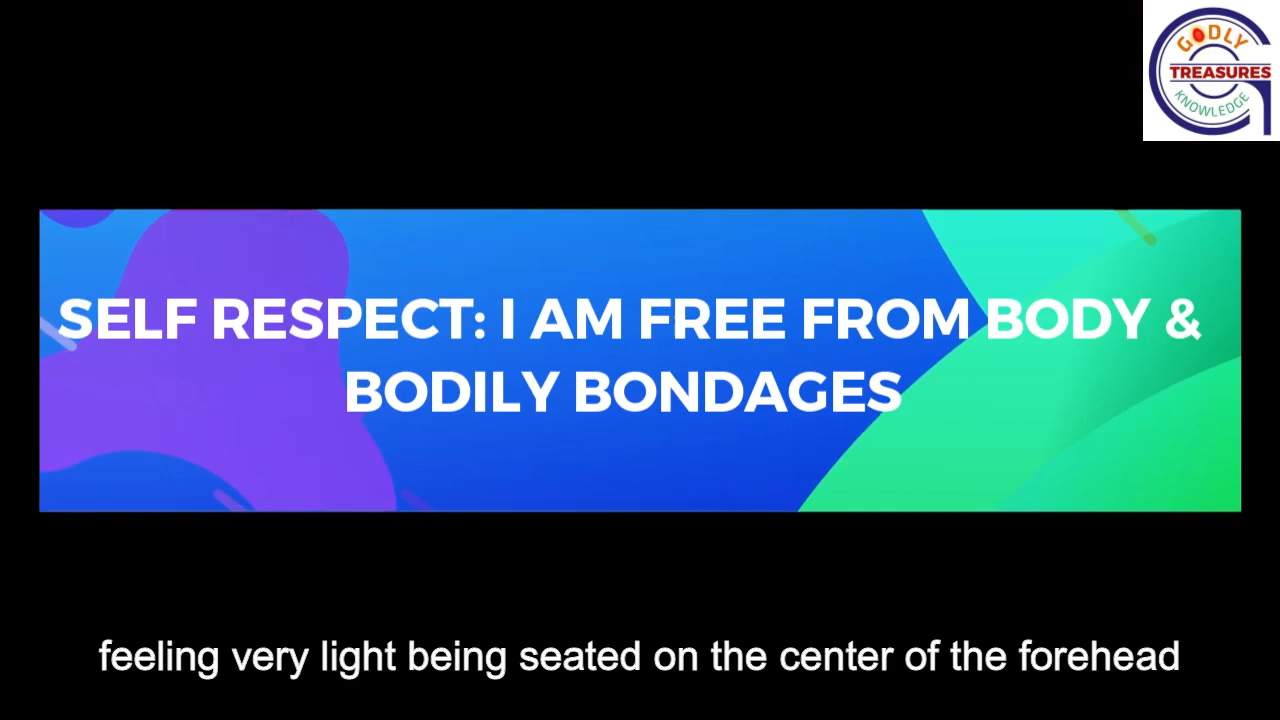 GODLY
TREASURES
KNOWLEDGE
SELF RESPECT: I AM FREE FROM BODY &
BODILY BONDAGES
feeling very light being seated on the center of the forehead